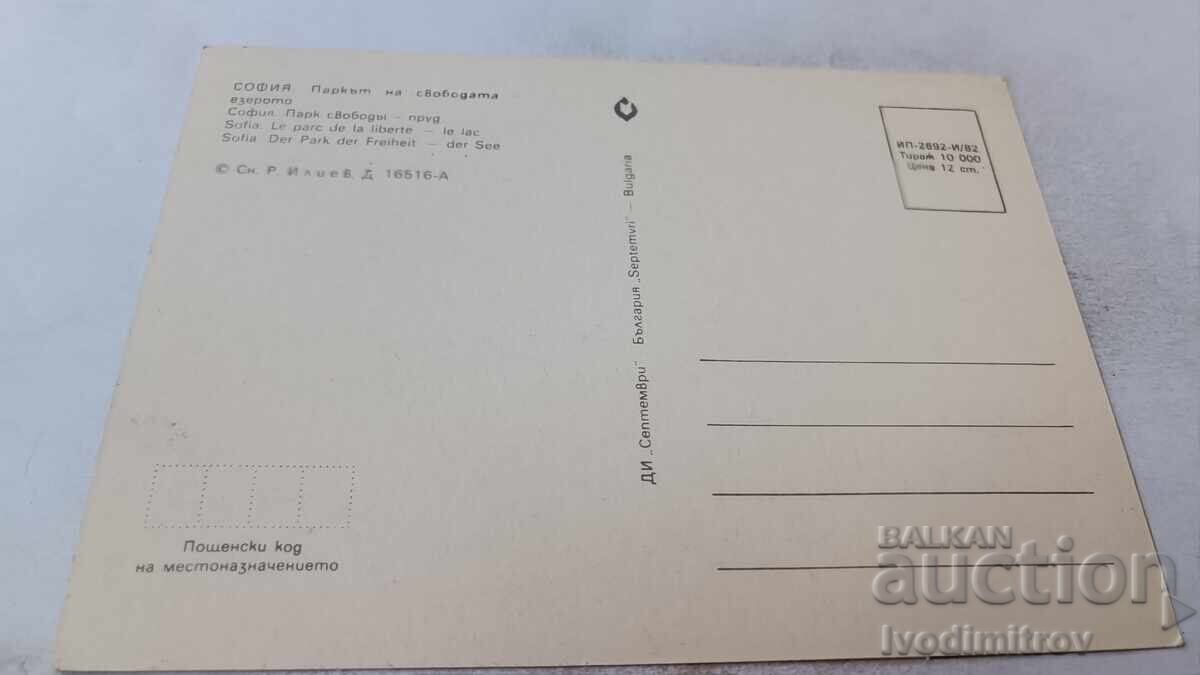 СОФИЯ. Паркът на свободата
езерото
София. Парк свободы – пруд
Sofia. Le parc de la liberte – le lac
Sofia. Der Park der Freiheit – der See
© Сн. Р. Илиев, Д 16516-А
ДИ „Септември" България „Septemvri" – Bulgaria
ИП-2692-И/82
Тираж 10 000
Цена 12 ст.
Пощенски код
на местоназначението
BALKAN
auction
Ivodimitrov